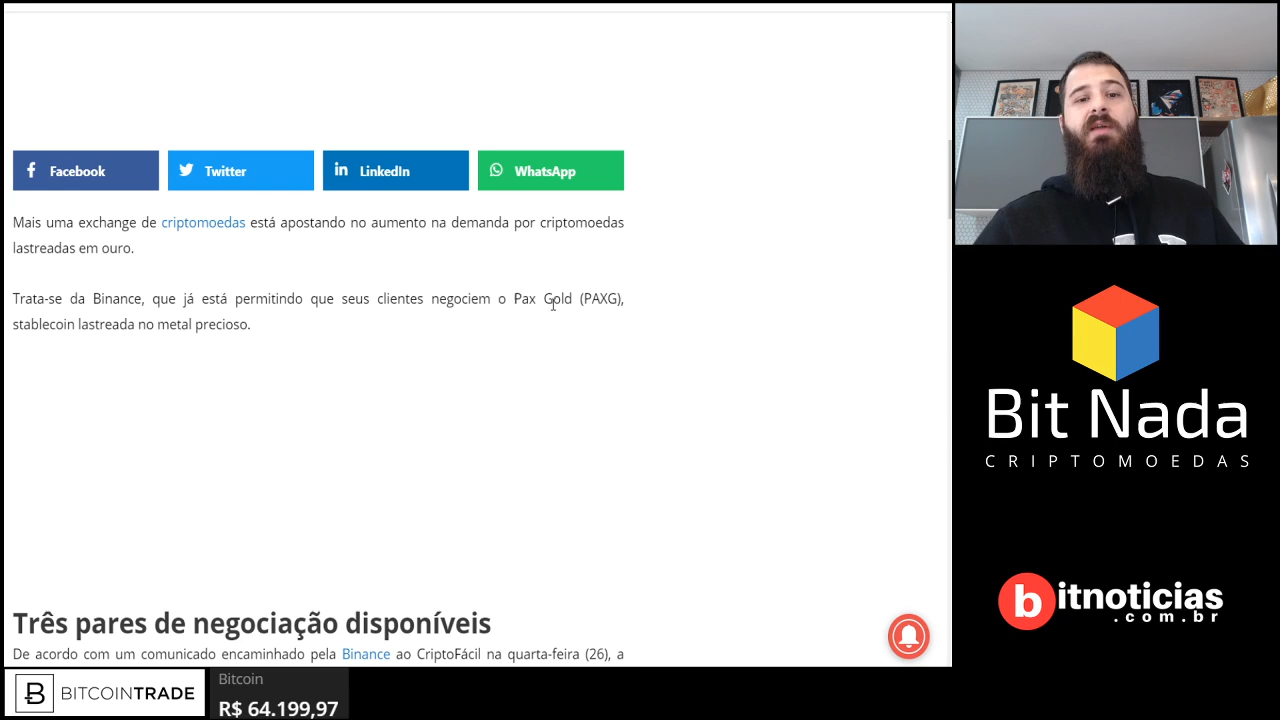 Facebook
Twitter
LinkedIn
WhatsApp
Mais uma exchange de criptomoedas está apostando no aumento na demanda por criptomoedas
lastreadas em ouro.
Trata-se da Binance, que já está permitindo que seus clientes negociem o Pax Gold (PAXG),
stablecoin lastreada no metal precioso.
Três pares de negociação disponíveis
De acordo com um comunicado encaminhado pela Binance ao CriptoFácil na quarta-feira (26), a
Bit Nada
CRIPTOMOEDAS
bitnoticias
.com.br
BITCOINTRADE
Bitcoin
R$ 64.199,97